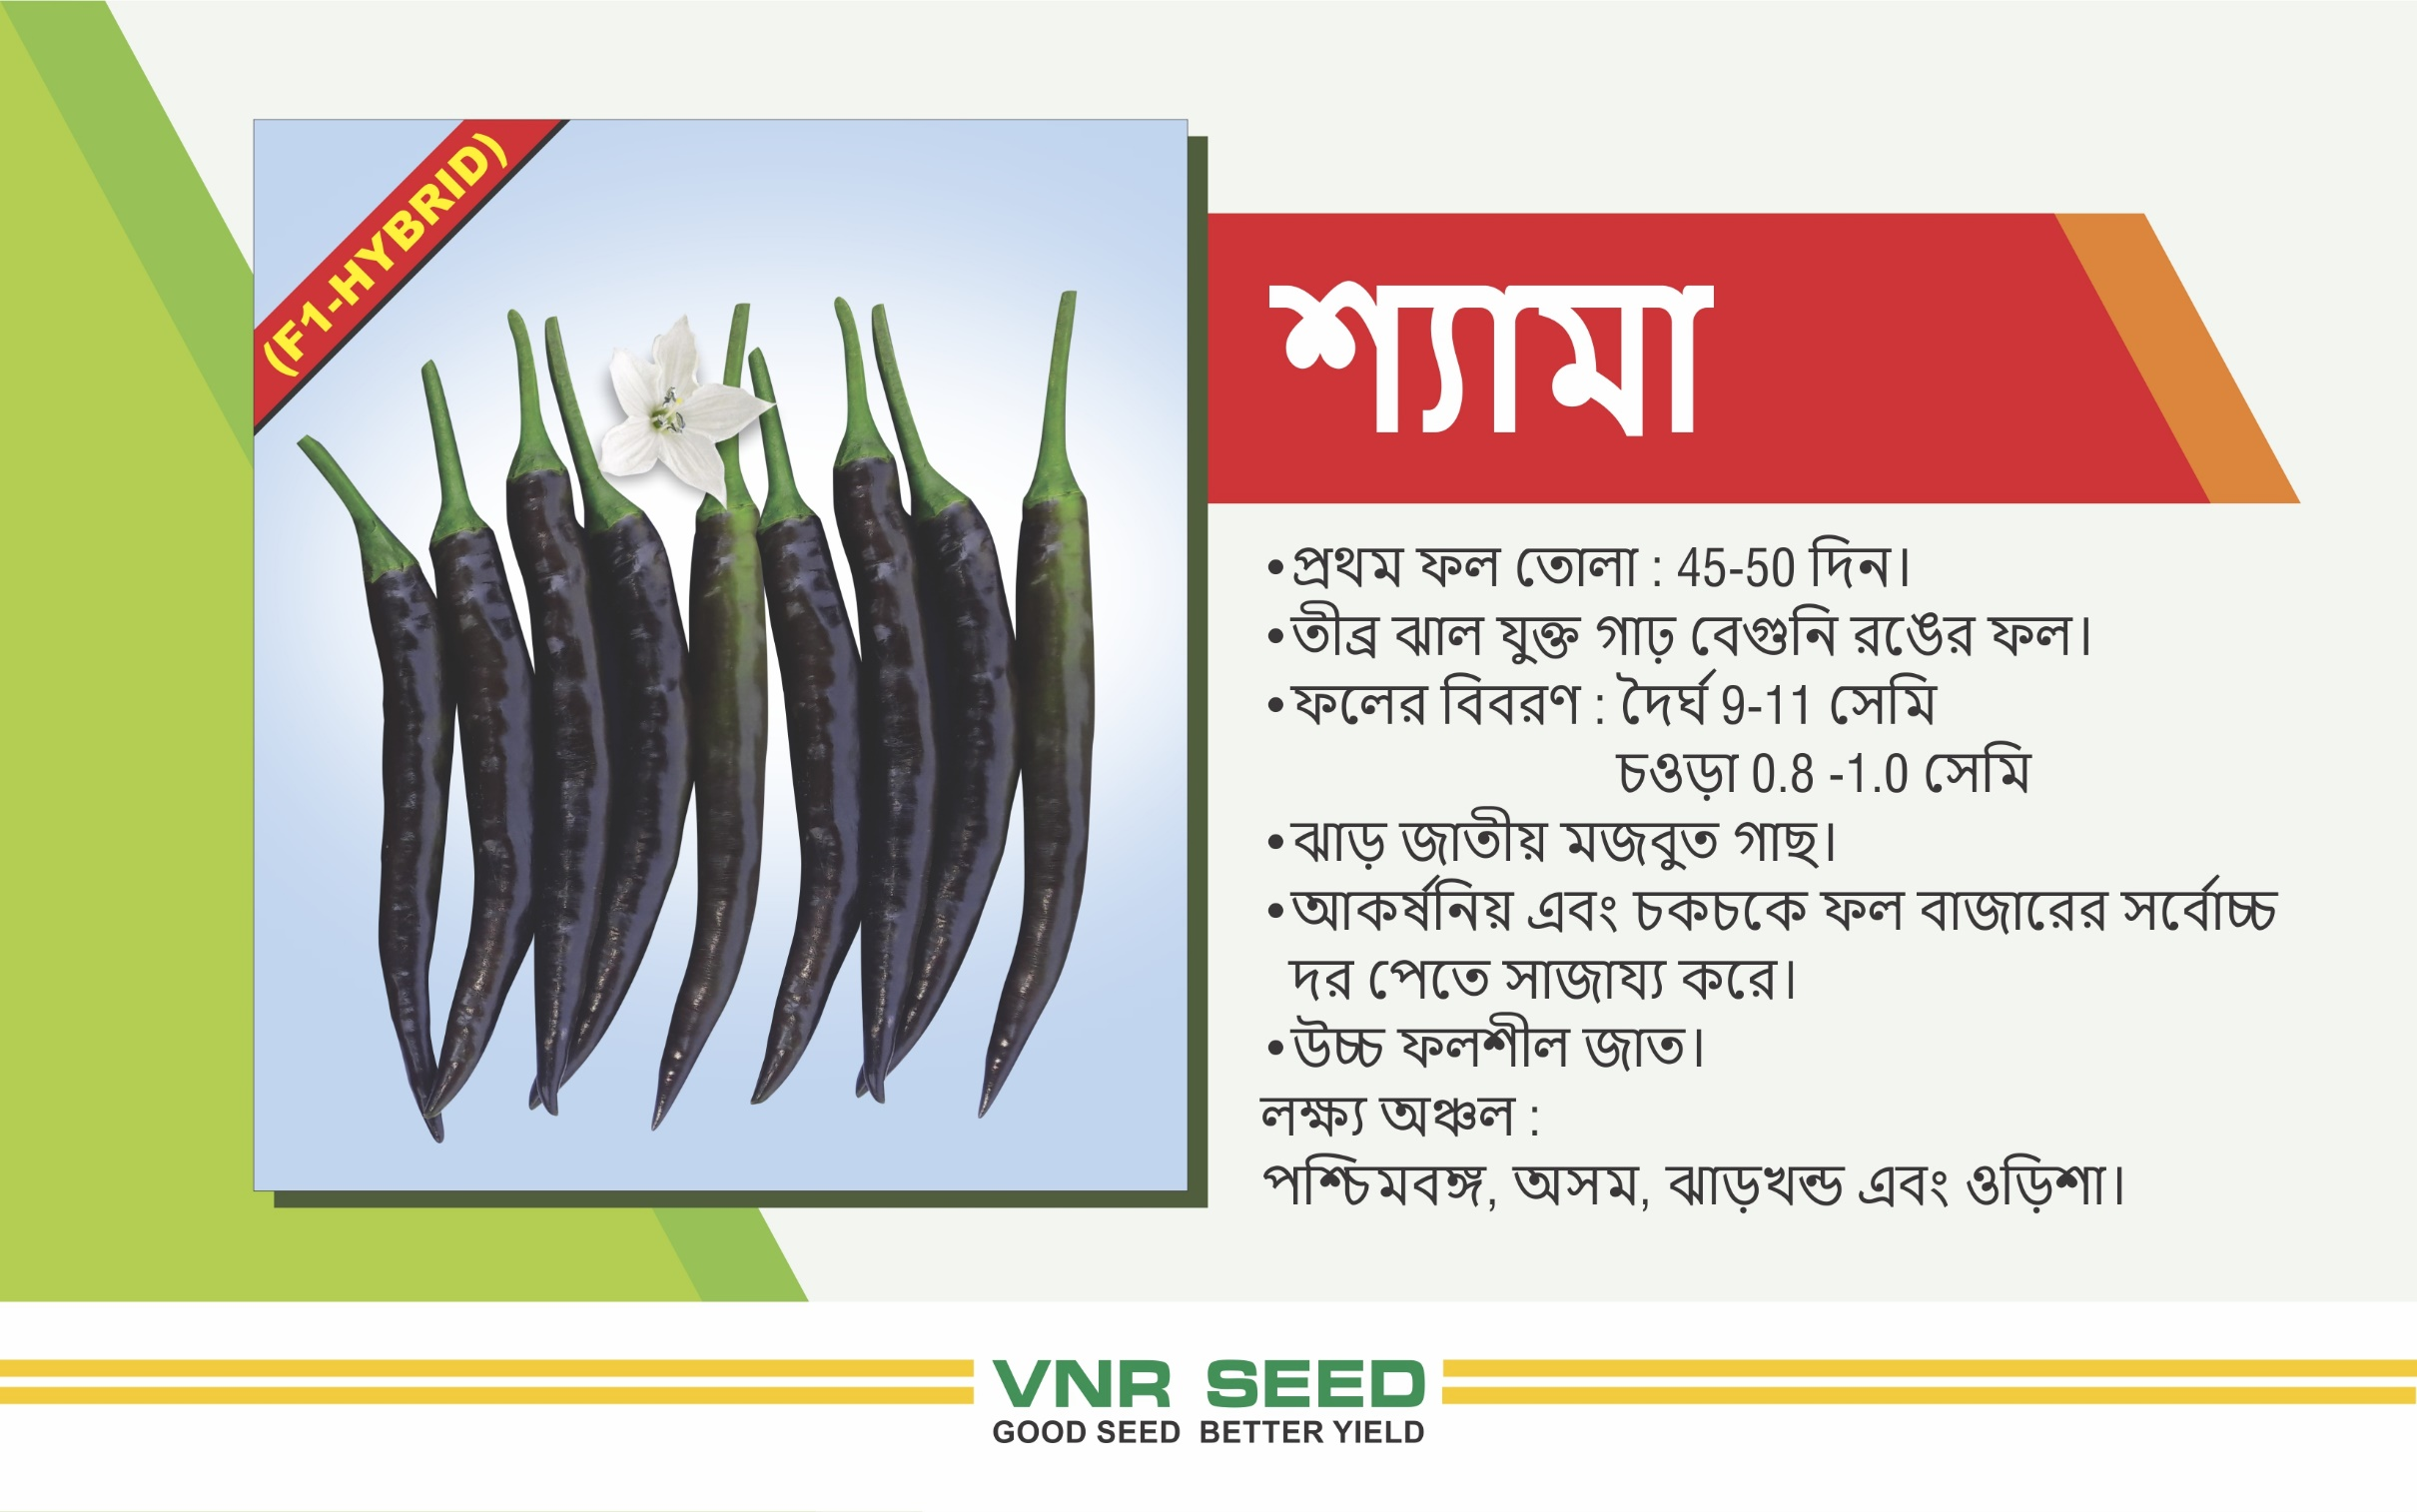 (F1-HYBRID)
শ্যামা
•প্রথম ফল তোলা : 45-50 দিন।
•তীব্র ঝাল যুক্ত গাঢ় বেগুনি রঙের ফল।
•ফলের বিবরণ : দৈর্ঘ 9-11 সেমি
চওড়া 0.8 -1.0 সেমি
•ঝাড় জাতীয় মজবুত গাছ।
•আকর্ষনিয় এবং চকচকে ফল বাজারের সর্বোচ্চ
দর পেতে সাজায্য করে।
•উচ্চ ফলশীল জাত।
লক্ষ্য অঞ্চল :
পশ্চিমবঙ্গ, অসম, ঝাড়খন্ড এবং ওড়িশা।
VNR SEED
GOOD SEED BETTER YIELD